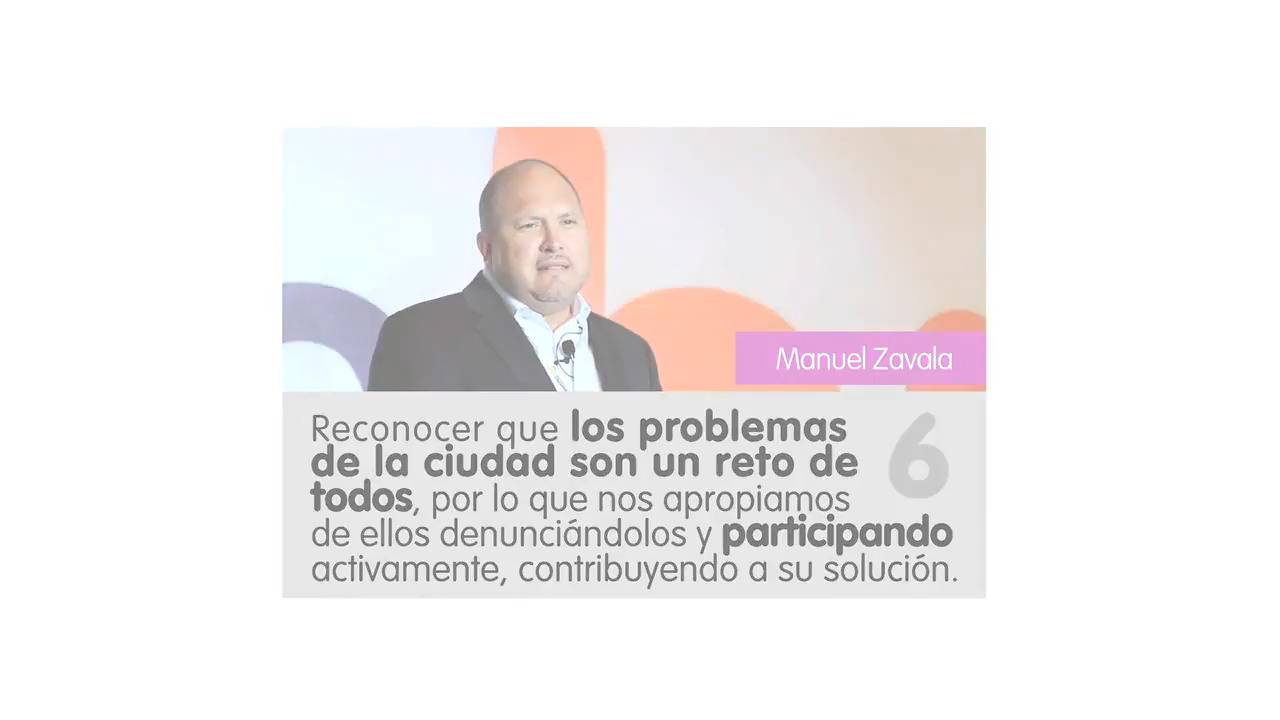 Manuel Zavala
Reconocer que los problemas
de la ciudad son un reto de
todos, por lo que nos apropiamos
de ellos denunciándolos y participando
activamente, contribuyendo a su solución.
6